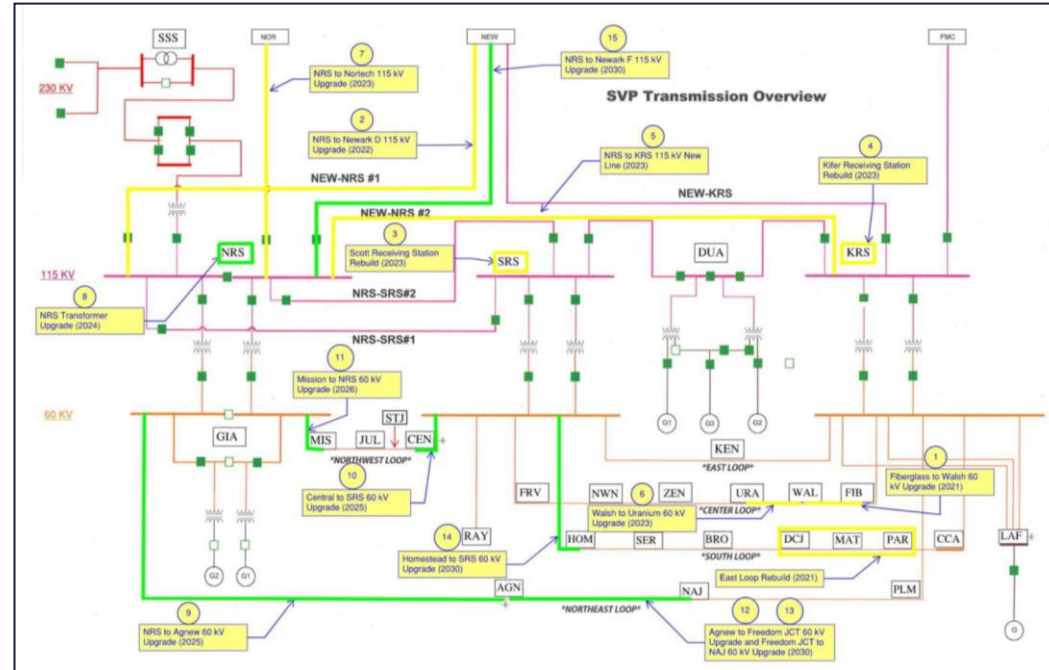 SSS
NOR
NEW
FMC
7
NRS to Nortech 115 kV
Upgrade (2023)
15
NRS to Newark F 115 kV
Upgrade (2030)
230 KV
SVP Transmission Overview
2
NRS to Newark D 115 kV
Upgrade (2022)
5
NRS to KRS 115 kV New
Line (2023)
4
Kifer Receiving Station
Rebuild (2023)
NEW-NRS #1
NEW-KRS
NEW-NRS #2
3
Scott Receiving Station
Rebuild (2023)
NRS
SRS
DUA
KRS
115 KV
8
NRS Transformer
Upgrade (2024)
NRS-SRS#2
NRS-SRS#1
11
Mission to NRS 60 kV
Upgrade (2026)
60 KV
GIA
STJ
MIS
JUL
CEN
*NORTHWEST LOOP*
G1
G3
G2
KEN
*EAST LOOP*
1
Fiberglass to Walsh 60
kV Upgrade (2021)
10
Central to SRS 60 kV
Upgrade (2025)
FRV
NWN
ZEN
URA
WAL
FIB
6
Walsh to Uranium 60 kV
Upgrade (2023)
*CENTER LOOP*
14
Homestead to SRS 60 kV
Upgrade (2030)
RAY
HOM
SER
BRO
DCJ
MAT
PAR
CCA
LAF
*SOUTH LOOP*
East Loop Rebuild (2021)
G2
G1
AGN
NAJ
PLM
*NORTHEAST LOOP*
9
NRS to Agnew 60 kV
Upgrade (2025)
12
13
Agnew to Freedom JCT 60 kV
Upgrade and Freedom JCT to
NAJ 60 kV Upgrade (2030)
G